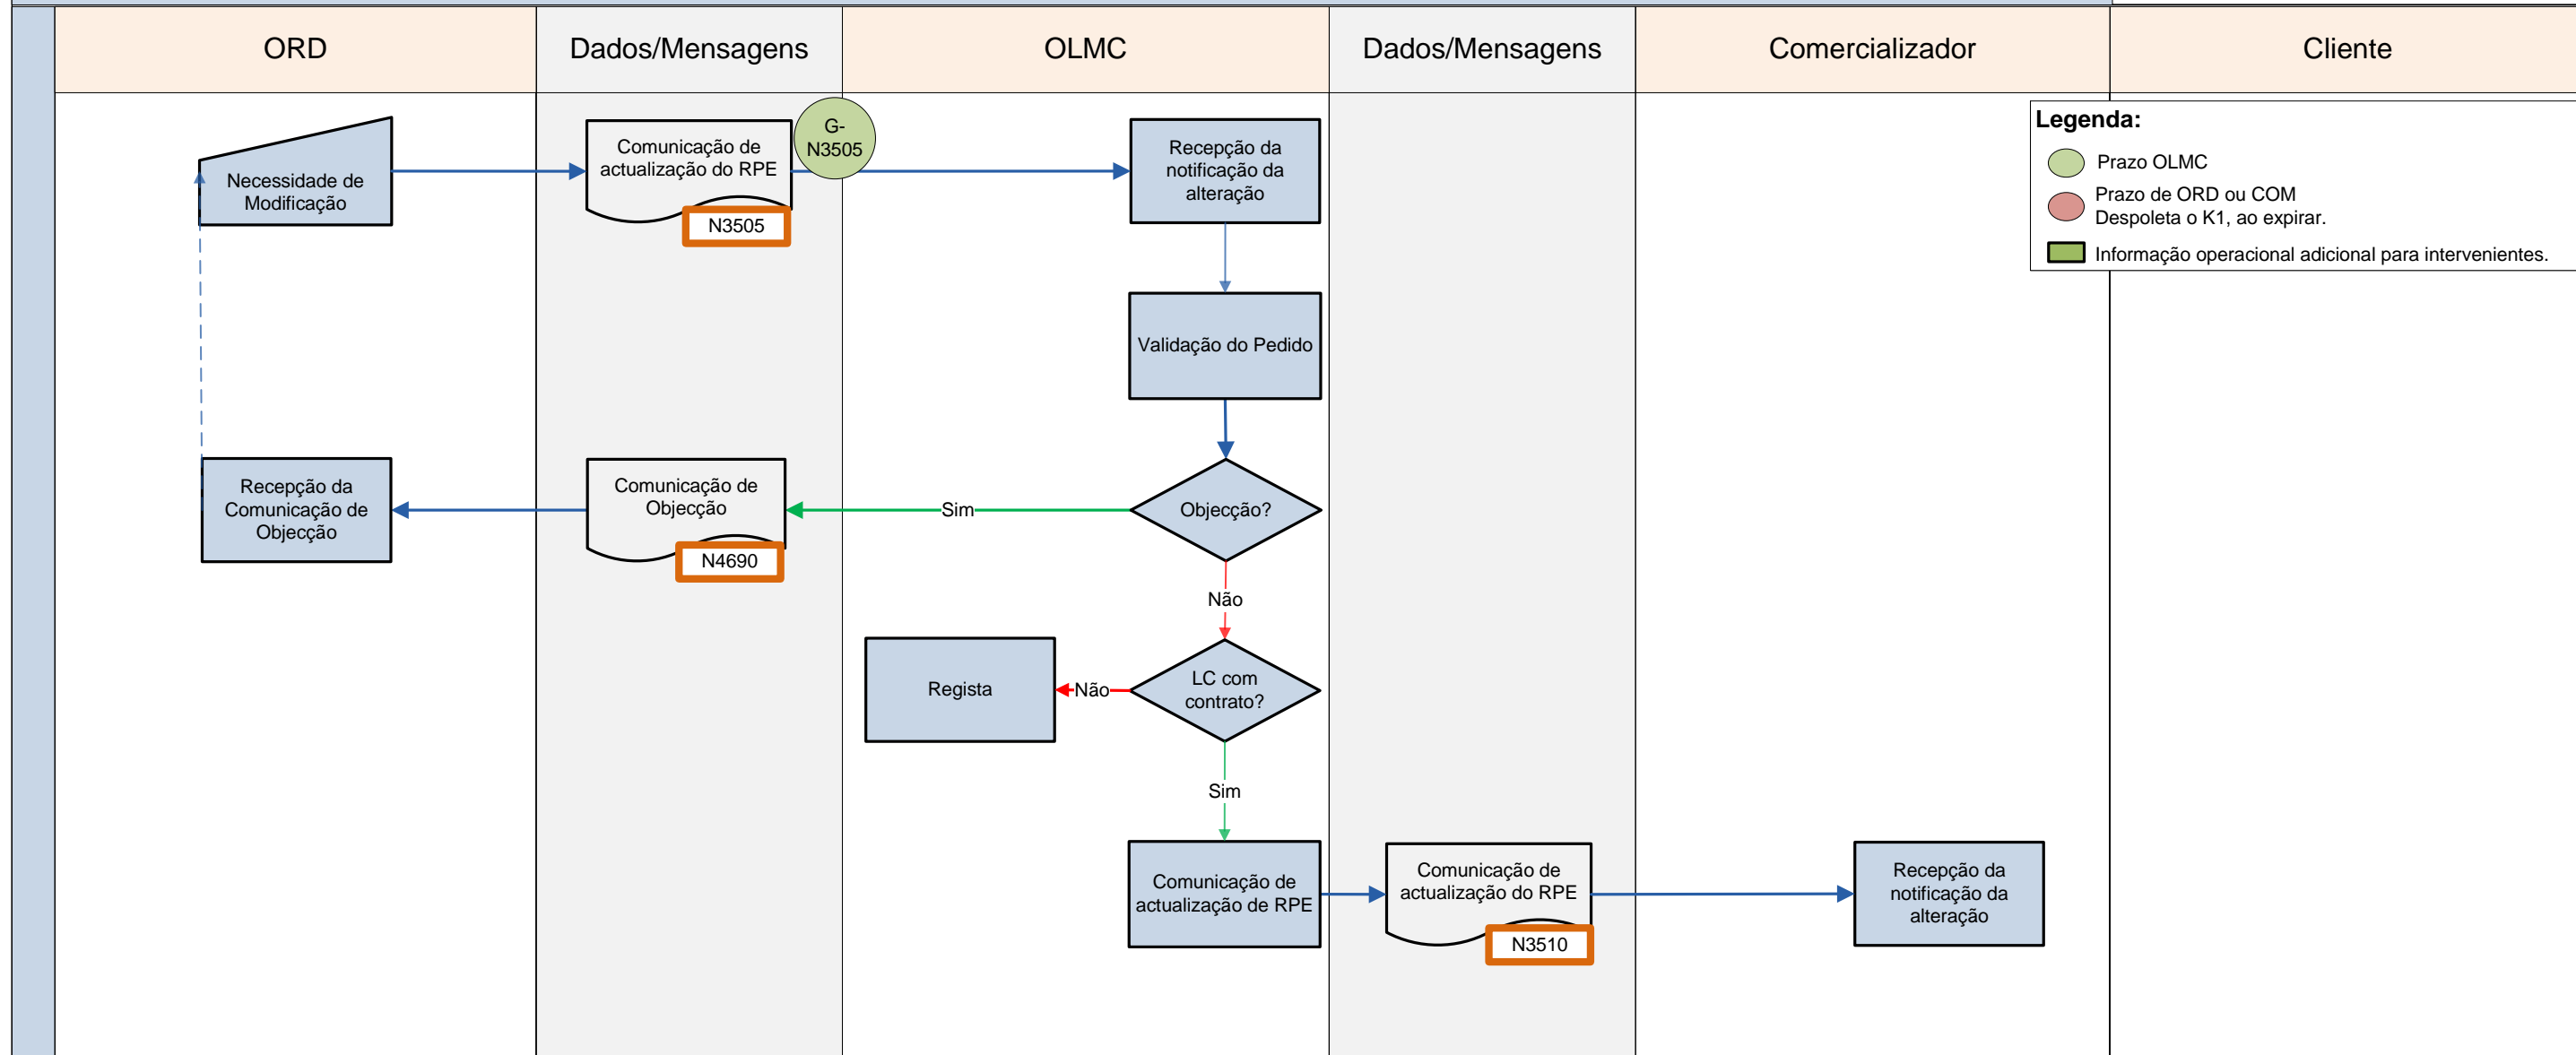 ORD
Dados/Mensagens
OLMC
Dados/Mensagens
Comercializador
Cliente
Legenda:
Prazo OLMC
Prazo de ORD ou COM
Despoleta o K1, ao expirar.
Informação operacional adicional para intervenientes.
Necessidade de
Modificação
Comunicação de
actualização do RPE
N3505
G-
N3505
Recepção da
notificação da
alteração
Validação do Pedido
Objecção?
Sim
Comunicação de
Objecção
N4690
Recepção da
Comunicação de
Objecção
Não
LC com
contrato?
Não
Regista
Sim
Comunicação de
actualização de RPE
Comunicação de
actualização do RPE
N3510
Recepção da
notificação da
alteração